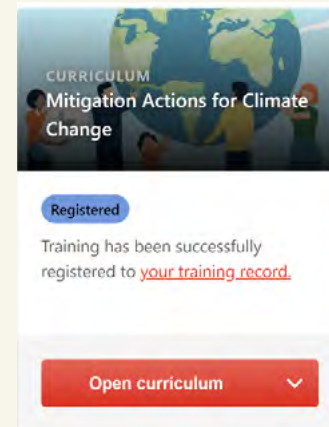 CURRICULUM
Mitigation Actions for Climate
Change
Registered
Training has been successfully
registered to your training record.
Open curriculum